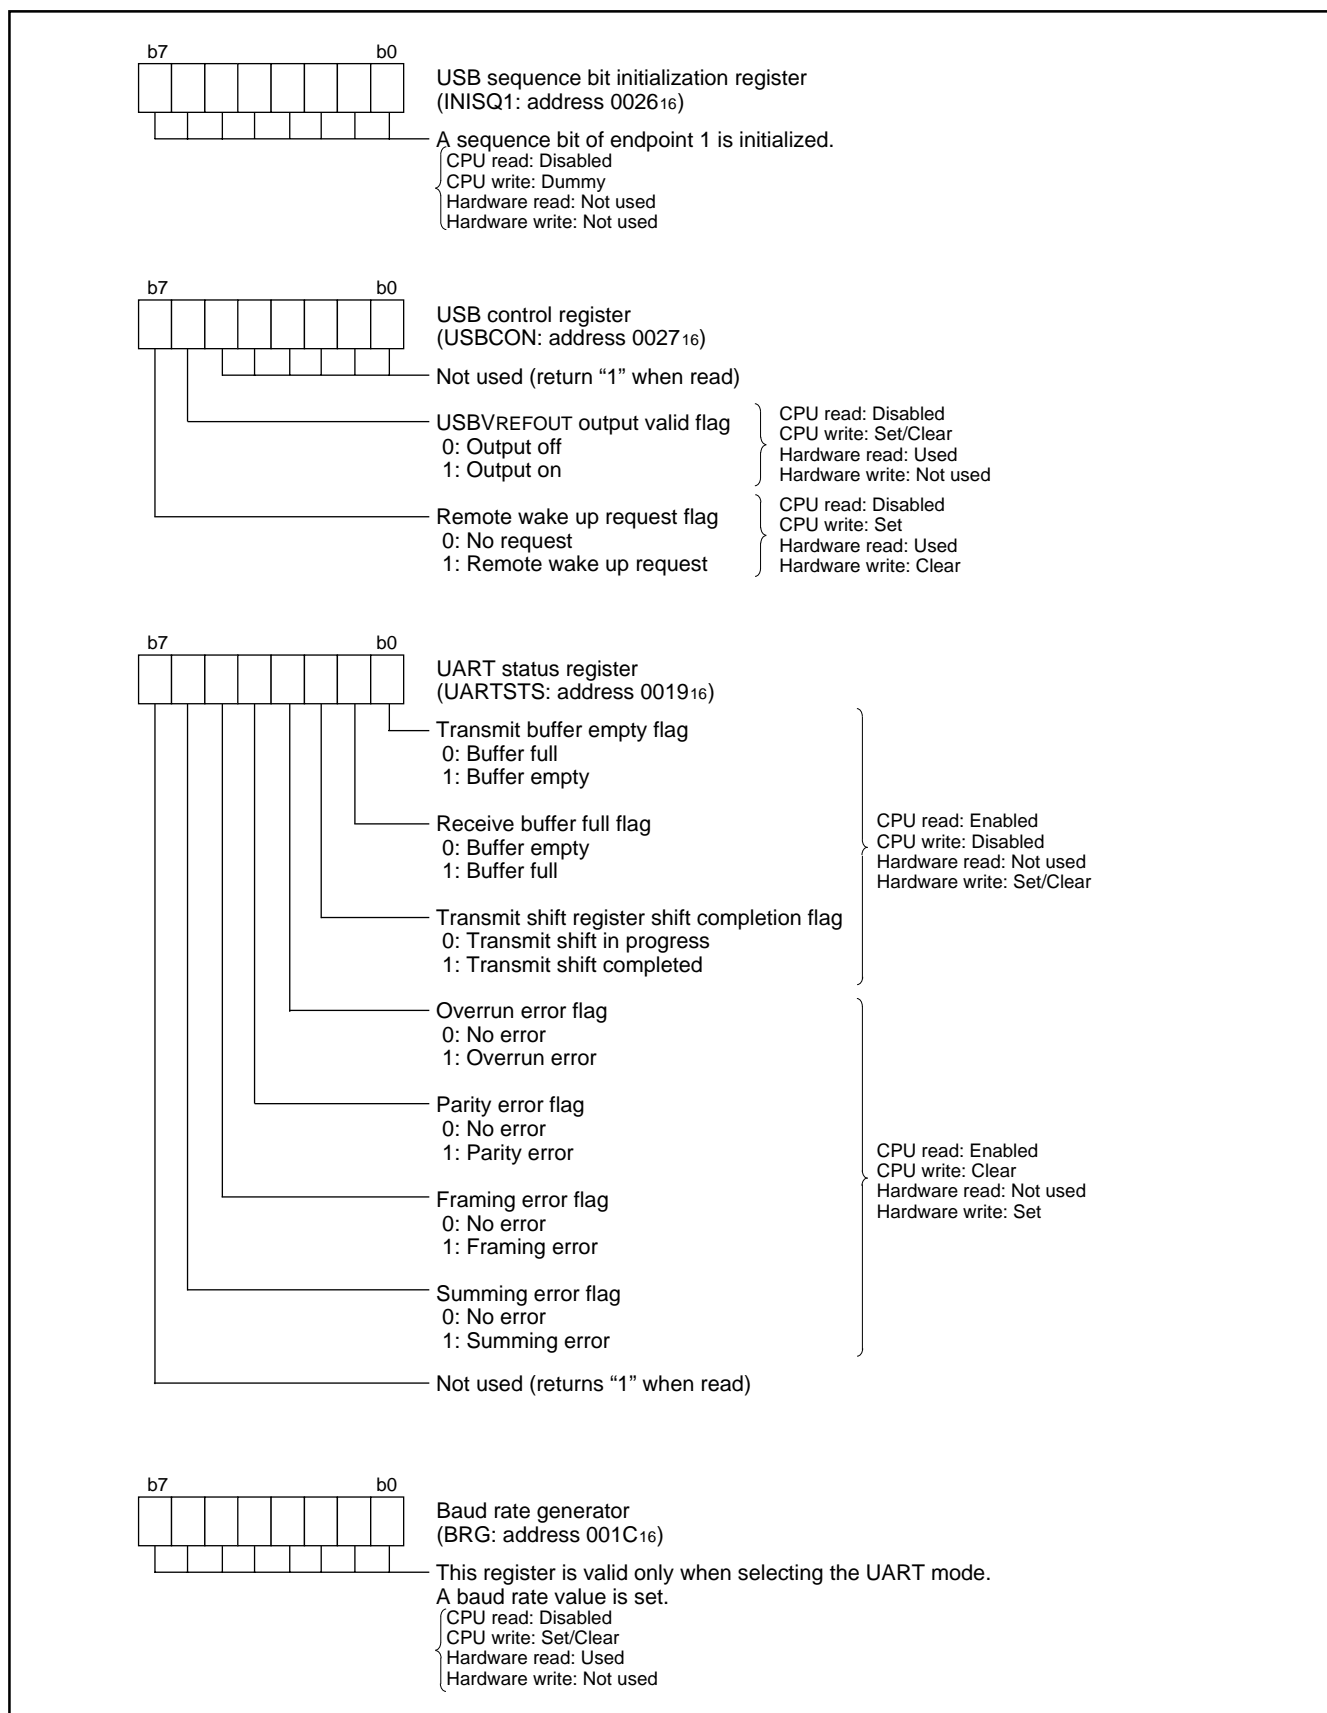 b7 b0
USB sequence bit initialization register
(INISQ1: address 002616)
A sequence bit of endpoint 1 is initialized.
CPU read: Disabled
CPU write: Dummy
Hardware read: Not used
Hardware write: Not used
b7 b0
USB control register
(USBCON: address 002716)
Not used (return “1” when read)
USBVREFOUT output valid flag
0: Output off
1: Output on
CPU read: Disabled
CPU write: Set/Clear
Hardware read: Used
Hardware write: Not used
Remote wake up request flag
0: No request
1: Remote wake up request
CPU read: Disabled
CPU write: Set
Hardware read: Used
Hardware write: Clear
b7 b0
UART status register
(UARTSTS: address 001916)
Transmit buffer empty flag
0: Buffer full
1: Buffer empty
Receive buffer full flag
0: Buffer empty
1: Buffer full
Transmit shift register shift completion flag
0: Transmit shift in progress
1: Transmit shift completed
CPU read: Enabled
CPU write: Disabled
Hardware read: Not used
Hardware write: Set/Clear
Overrun error flag
0: No error
1: Overrun error
Parity error flag
0: No error
1: Parity error
Framing error flag
0: No error
1: Framing error
Summing error flag
0: No error
1: Summing error
CPU read: Enabled
CPU write: Clear
Hardware read: Not used
Hardware write: Set
Not used (returns “1” when read)
b7 b0
Baud rate generator
(BRG: address 001C16)
This register is valid only when selecting the UART mode.
A baud rate value is set.
CPU read: Disabled
CPU write: Set/Clear
Hardware read: Used
Hardware write: Not used